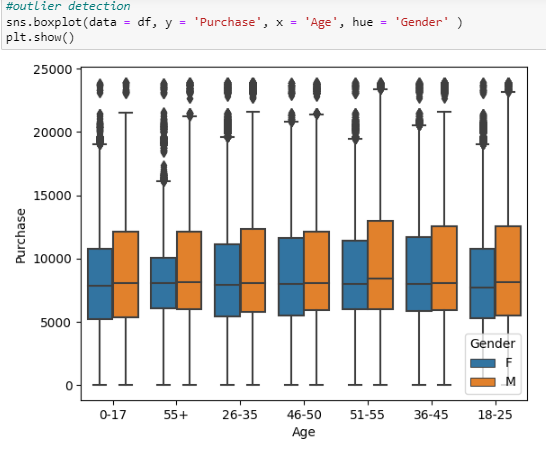 #outlier detection
sns.boxplot(data = df, y = 'Purchase', x = 'Age', hue = 'Gender' )
plt.show()
25000
20000
15000
10000
5000
0
Purchase
Gender
F
M
0-17 55+ 26-35 46-50 51-55 36-45 18-25
Age